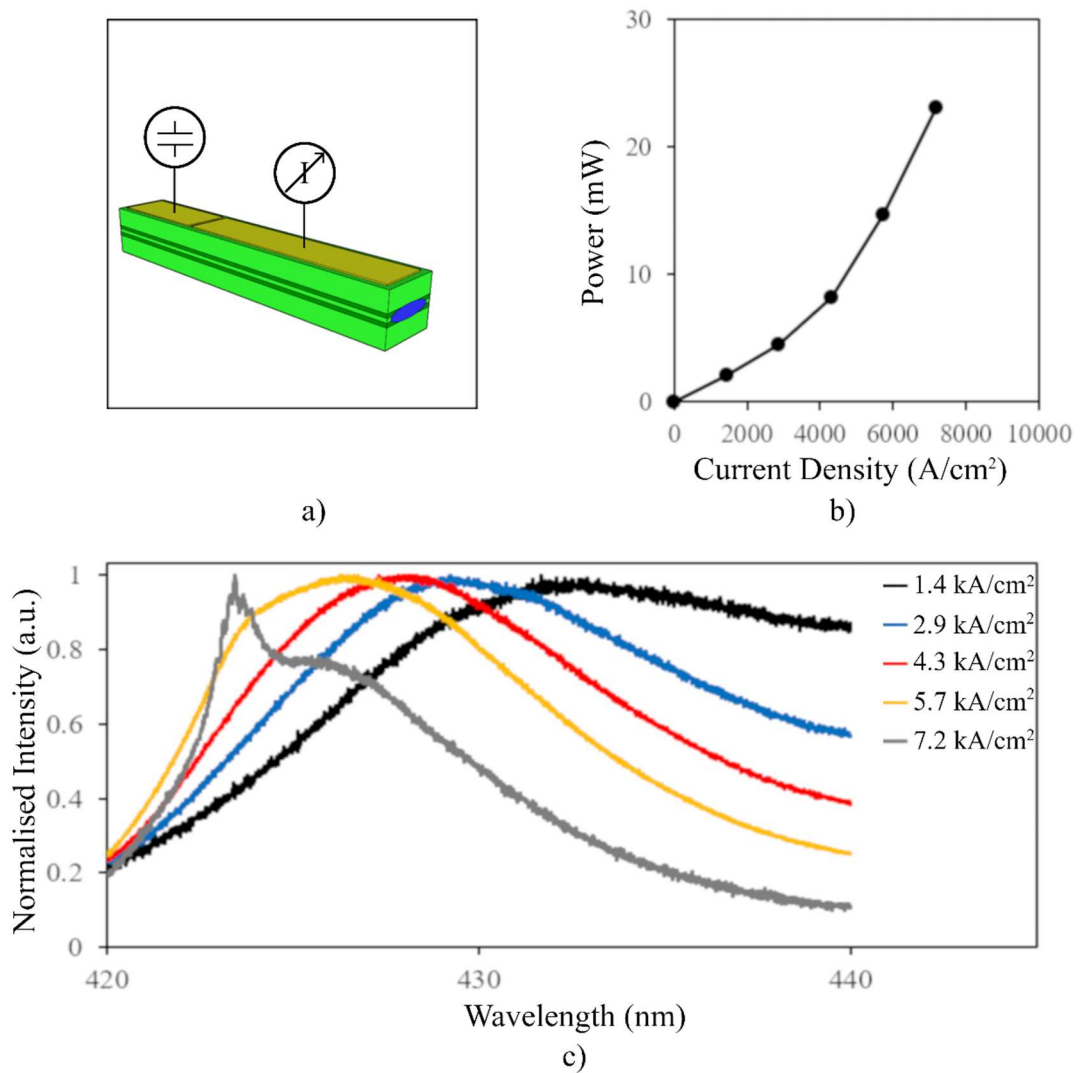 I
a)
Power (mW)
30
20
10
0
0 2000 4000 6000 8000 10000
Current Density (A/cm²)
b)
Normalised Intensity (a.u.)
1
0.8
0.6
0.4
0.2
0
1.4 kA/cm²
2.9 kA/cm²
4.3 kA/cm²
5.7 kA/cm²
7.2 kA/cm²
420 430 440
Wavelength (nm)
c)